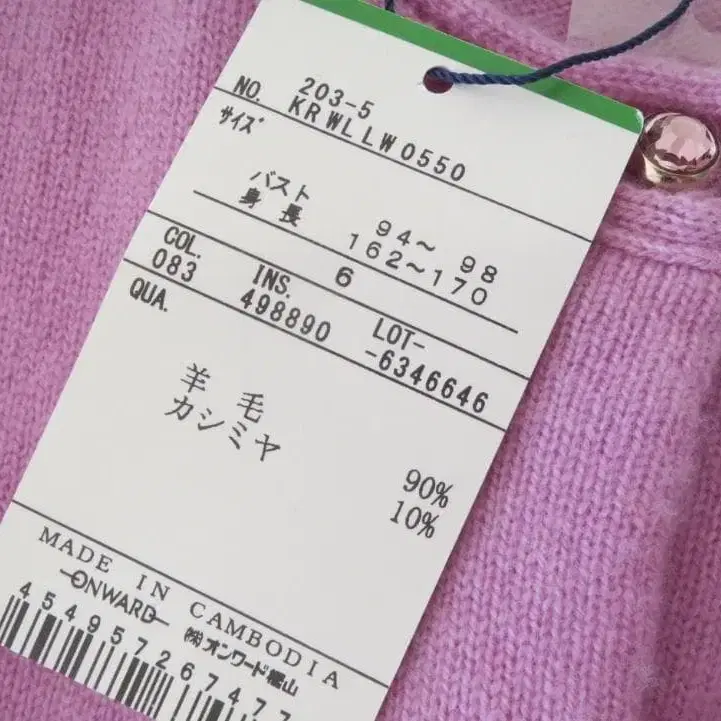 NO. 203-5
KRWLLW0550
サイズ
バスト 94～ 98
身 長 162～170
6
COL. INS. LOT-
083 498890 -6346646
QUA.
羊 毛 90%
カシミヤ 10%
MADE IN CAMBODIA
ONWARD ㈱オンワード樫山
454957267477